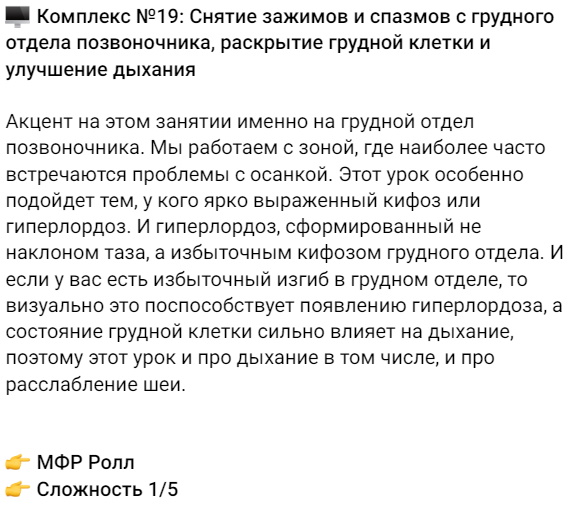 🖥️ Комплекс №19: Снятие зажимов и спазмов с грудного
отдела позвоночника, раскрытие грудной клетки и
улучшение дыхания
Акцент на этом занятии именно на грудной отдел
позвоночника. Мы работаем с зоной, где наиболее часто
встречаются проблемы с осанкой. Этот урок особенно
подойдет тем, у кого ярко выраженный кифоз или
гиперлордоз. И гиперлордоз, сформированный не
наклоном таза, а избыточным кифозом грудного отдела. И
если у вас есть избыточный изгиб в грудном отделе, то
визуально это поспособствует появлению гиперлордоза, а
состояние грудной клетки сильно влияет на дыхание,
поэтому этот урок и про дыхание в том числе, и про
расслабление шеи.
👉 МФР Ролл
👉 Сложность 1/5